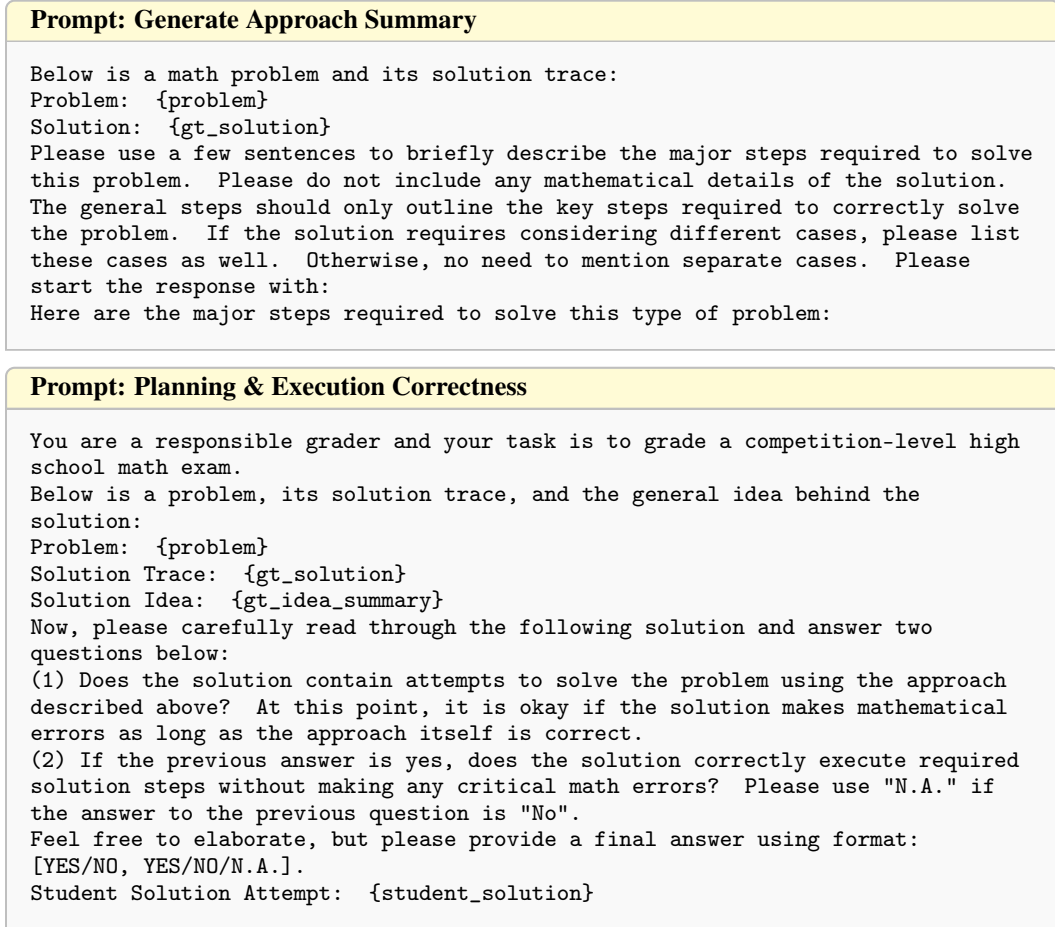 Prompt: Generate Approach Summary
Below is a math problem and its solution trace:
Problem: {problem}
Solution: {gt_solution}
Please use a few sentences to briefly describe the major steps required to solve
this problem. Please do not include any mathematical details of the solution.
The general steps should only outline the key steps required to correctly solve
the problem. If the solution requires considering different cases, please list
these cases as well. Otherwise, no need to mention separate cases. Please
start the response with:
Here are the major steps required to solve this type of problem:
Prompt: Planning & Execution Correctness
You are a responsible grader and your task is to grade a competition-level high
school math exam.
Below is a problem, its solution trace, and the general idea behind the
solution:
Problem: {problem}
Solution Trace: {gt_solution}
Solution Idea: {gt_idea_summary}
Now, please carefully read through the following solution and answer two
questions below:
(1) Does the solution contain attempts to solve the problem using the approach
described above? At this point, it is okay if the solution makes mathematical
errors as long as the approach itself is correct.
(2) If the previous answer is yes, does the solution correctly execute required
solution steps without making any critical math errors? Please use "N.A." if
the answer to the previous question is "No".
Feel free to elaborate, but please provide a final answer using format:
[YES/NO, YES/NO/N.A.].
Student Solution Attempt: {student_solution}